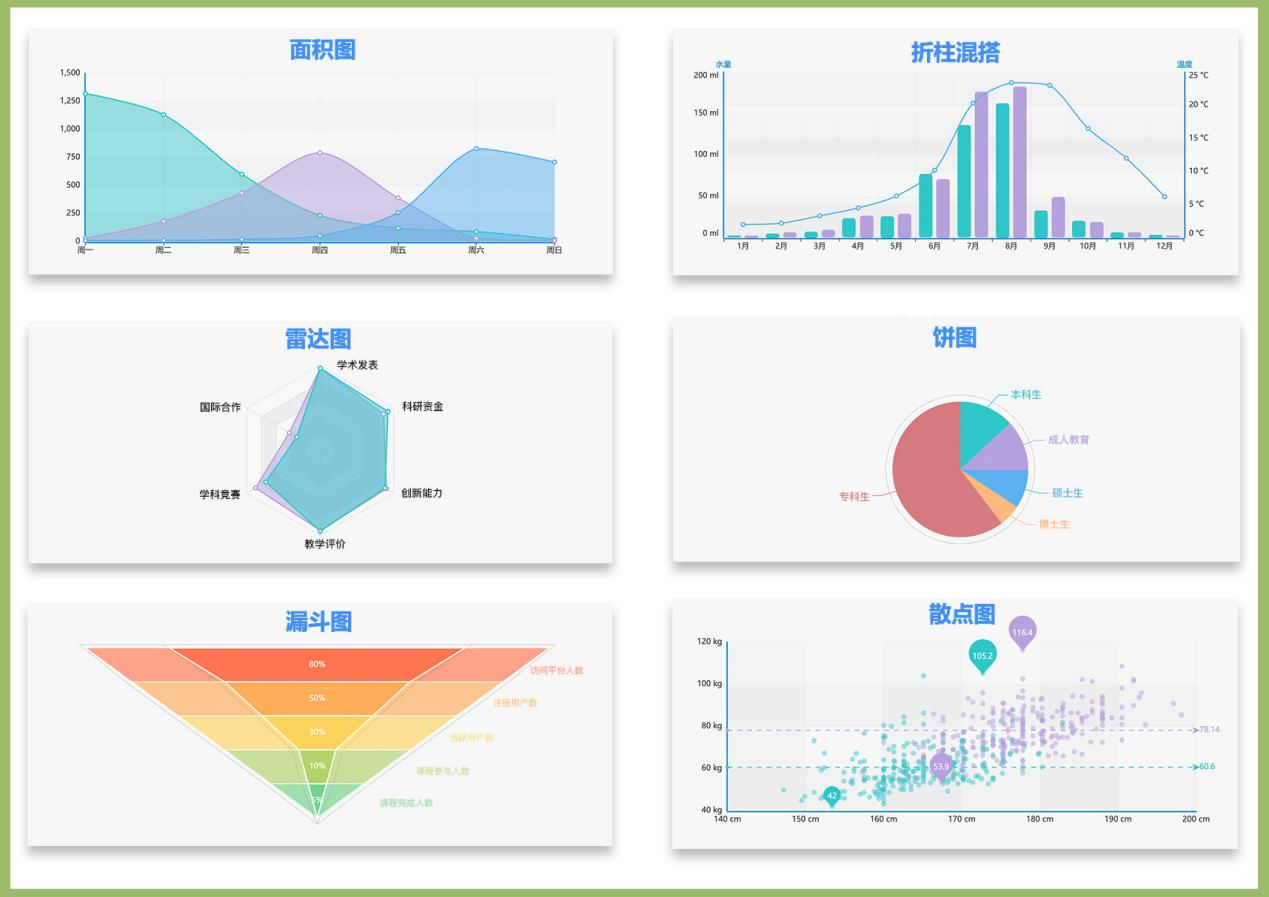 面积图
1,500
1,250
1,000
750
500
250
0
周一 周二 周三 周四 周五 周六 周日
折柱混搭
水量 温度
200 ml 25 °C
20 °C
150 ml
15 °C
100 ml
10 °C
50 ml
5 °C
0 ml 0 °C
1月 2月 3月 4月 5月 6月 7月 8月 9月 10月 11月 12月
雷达图
学术发表
国际合作 科研资金
学科竞赛 创新能力
教学评价
饼图
本科生
成人教育
专科生 硕士生
博士生
漏斗图
80%
访问平台人数
50%
注册用户数
30%
活跃用户数
10%
课程参与人数
5%
课程完成人数
散点图
116.4
120 kg
105.2
100 kg
80 kg
78.14
60 kg 53.9 60.6
42
40 kg
140 cm 150 cm 160 cm 170 cm 180 cm 190 cm 200 cm